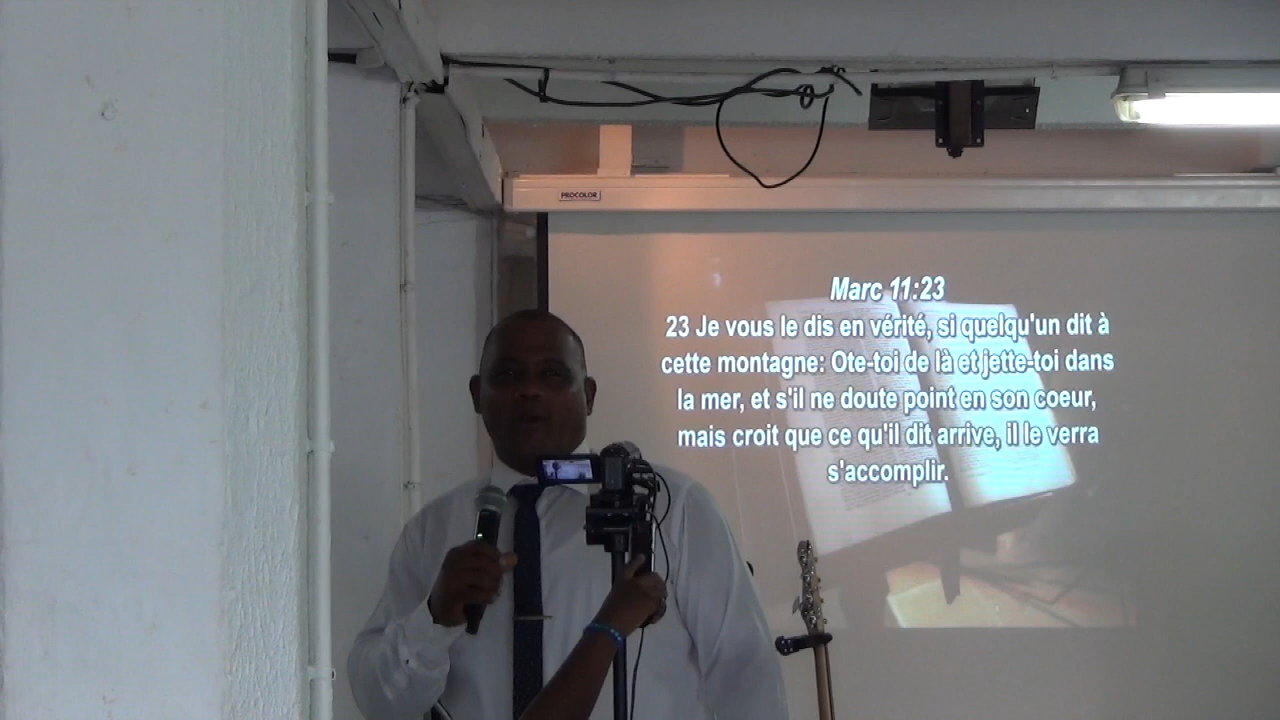 PROCOLOR
Marc 11:23
23 Je vous le dis en vérité, si quelqu'un dit à
cette montagne: Ote-toi de là et jette-toi dans
la mer, et s'il ne doute point en son coeur,
mais croit que ce qu'il dit arrive, il le verra
s'accomplir.